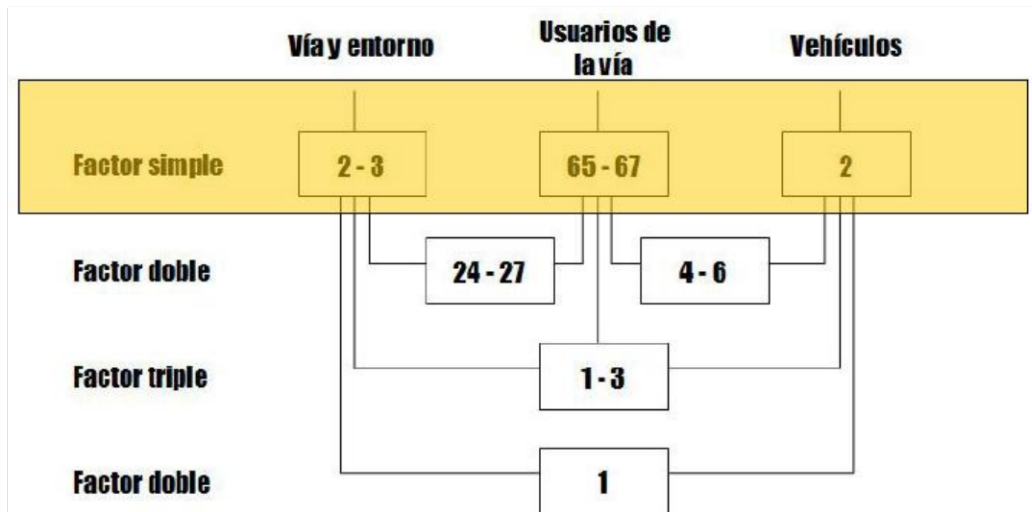 Vía y entorno
Usuarios de
la vía
Vehículos
Factor simple
2 - 3
65 - 67
2
Factor doble
24 - 27
4 - 6
Factor triple
1 - 3
Factor doble
1